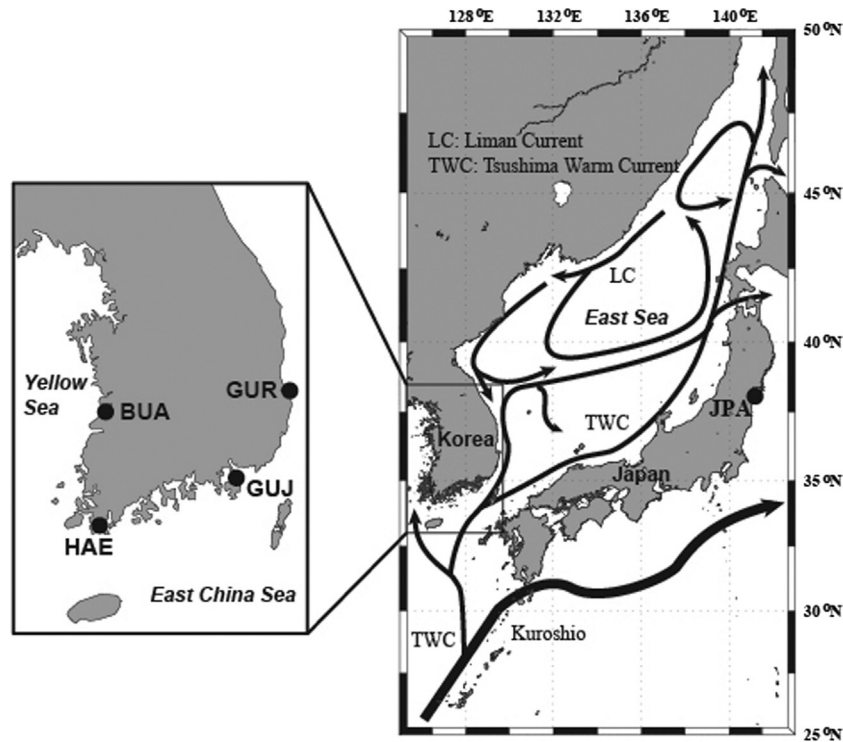 128°E 132°E 136°E 140°E
50°N
LC: Liman Current
TWC: Tsushima Warm Current
45°N
LC
East Sea
40°N
Yellow
Sea
GUR
BUA
JPA
TWC
Korea
Japan
35°N
GUJ
HAE
East China Sea
30°N
TWC
Kuroshio
25°N